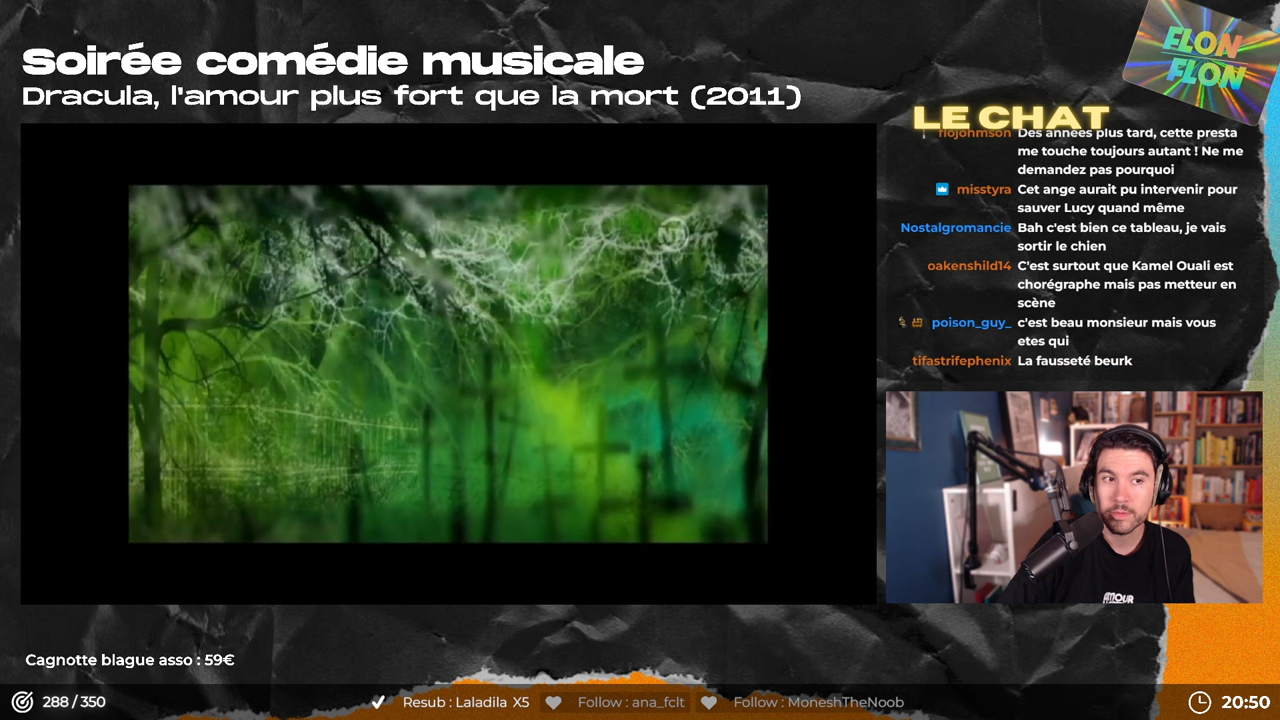 Soirée comédie musicale
Dracula, l'amour plus fort que la mort (2011)
FLON
FLON
LE CHAT
flojohmson Des années plus tard, cette presta
me touche toujours autant ! Ne me
demandez pas pourquoi
misstyra Cet ange aurait pu intervenir pour
sauver Lucy quand même
Nostalgromancie Bah c'est bien ce tableau, je vais
sortir le chien
oakenshild14 C'est surtout que Kamel Ouali est
chorégraphe mais pas metteur en
scène
poison_guy_ c'est beau monsieur mais vous
etes qui
tifastrifephenix La fausseté beurk
NT
AMOUR
Cagnotte blague asso : 59€
288 / 350
Resub : Laladila X5
Follow : ana_fclt
Follow : MoneshTheNoob
20:50